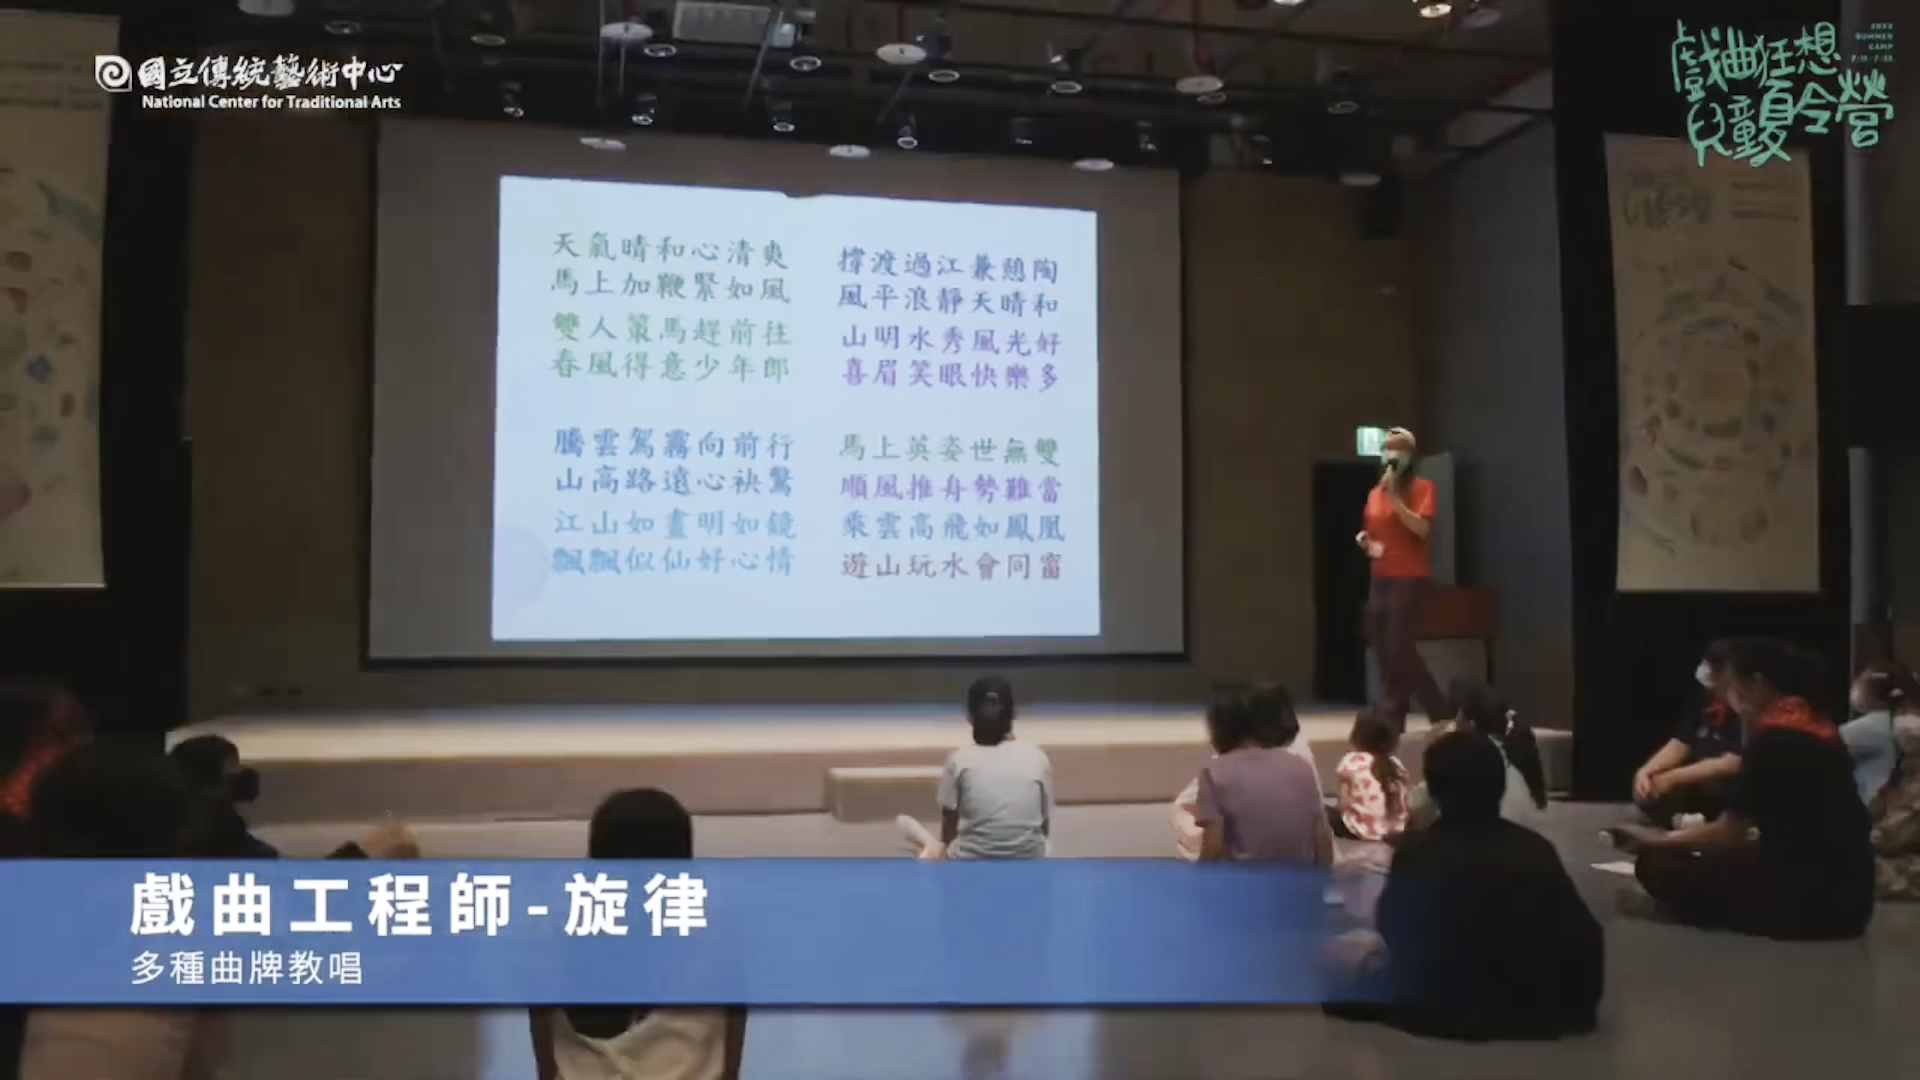 國立傳統藝術中心
National Center for Traditional Arts
戲曲狂想
兒童夏令營
2022
SUMMER
CAMP
天氣晴和心清爽
馬上加鞭緊如風
雙人策馬趕前往
春風得意少年郎
騰雲駕霧向前行
山高路遠心袂驚
江山如畫明如鏡
飄飄似仙好心情
撐渡過江兼憩陶
風平浪靜天晴和
山明水秀風光好
喜眉笑眼快樂多
馬上英姿世無雙
順風推舟勢難當
乘雲高飛如鳳凰
遊山玩水會同窗
戲曲工程師-旋律
多種曲牌教唱